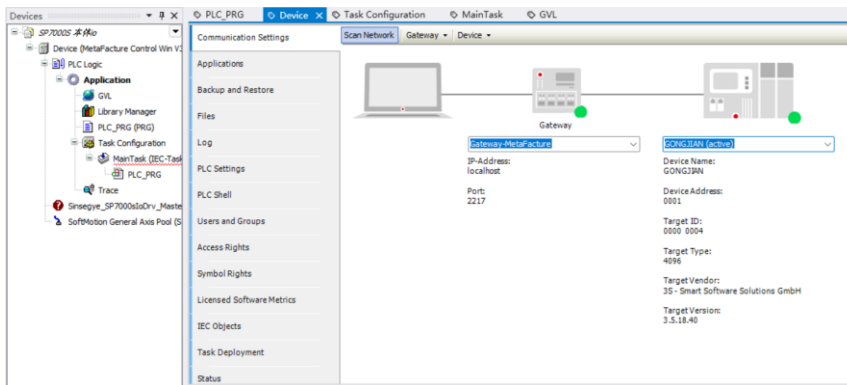 Devices
SP7000S 本体io
Device (MetaFacture Control Win V3
PLC Logic
Application
GVL
Library Manager
PLC_PRG (PRG)
Task Configuration
MainTask (IEC-Task
PLC_PRG
Trace
Sinsegye_SP7000sIoDrv_Maste
SoftMotion General Axis Pool (S
PLC_PRG
Device
Task Configuration
MainTask
GVL
Communication Settings
Applications
Backup and Restore
Files
Log
PLC Settings
PLC Shell
Users and Groups
Access Rights
Symbol Rights
Licensed Software Metrics
IEC Objects
Task Deployment
Status
Scan Network Gateway Device
Gateway
Gateway-MetaFacture
IP-Address:
localhost
Port:
2217
GONGJIAN (active)
Device Name:
GONGJIAN
Device Address:
0001
Target ID:
0000 0004
Target Type:
4096
Target Vendor:
3S - Smart Software Solutions GmbH
Target Version:
3.5.18.40